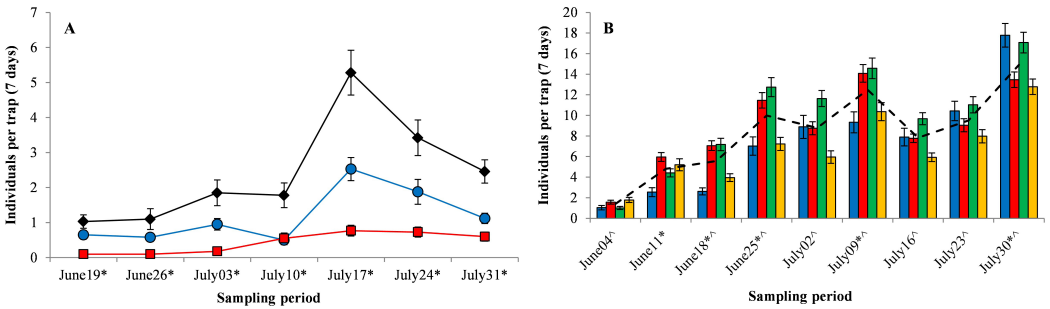 A
Individuals per trap (7 days)
7
6
5
4
3
2
1
0
June19* June26* July03* July10* July17* July24* July31*
Sampling period
B
Individuals per trap (7 days)
20
18
16
14
12
10
8
6
4
2
0
June04^ June11* June18*^ June25*^ July02^ July09*^ July16^ July23^ July30*^
Sampling period